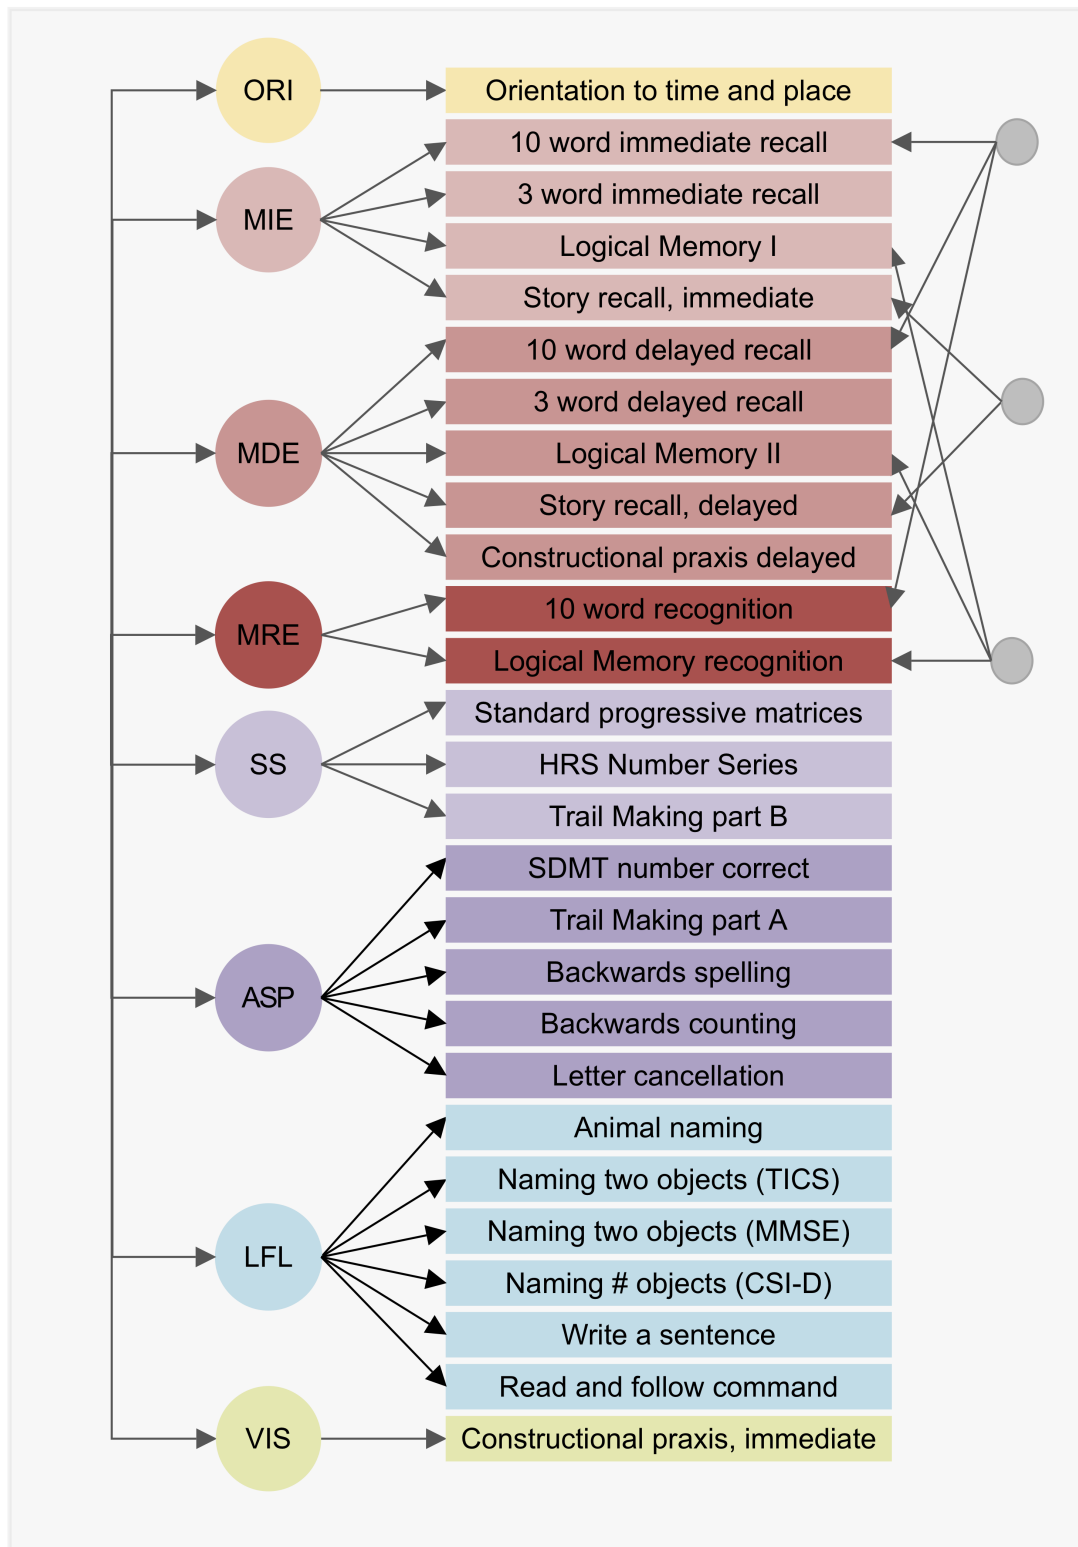 ORI
Orientation to time and place
MIE
10 word immediate recall
3 word immediate recall
Logical Memory I
Story recall, immediate
MDE
10 word delayed recall
3 word delayed recall
Logical Memory II
Story recall, delayed
Constructional praxis delayed
MRE
10 word recognition
Logical Memory recognition
SS
Standard progressive matrices
HRS Number Series
Trail Making part B
ASP
SDMT number correct
Trail Making part A
Backwards spelling
Backwards counting
Letter cancellation
LFL
Animal naming
Naming two objects (TICS)
Naming two objects (MMSE)
Naming # objects (CSI-D)
Write a sentence
Read and follow command
VIS
Constructional praxis, immediate